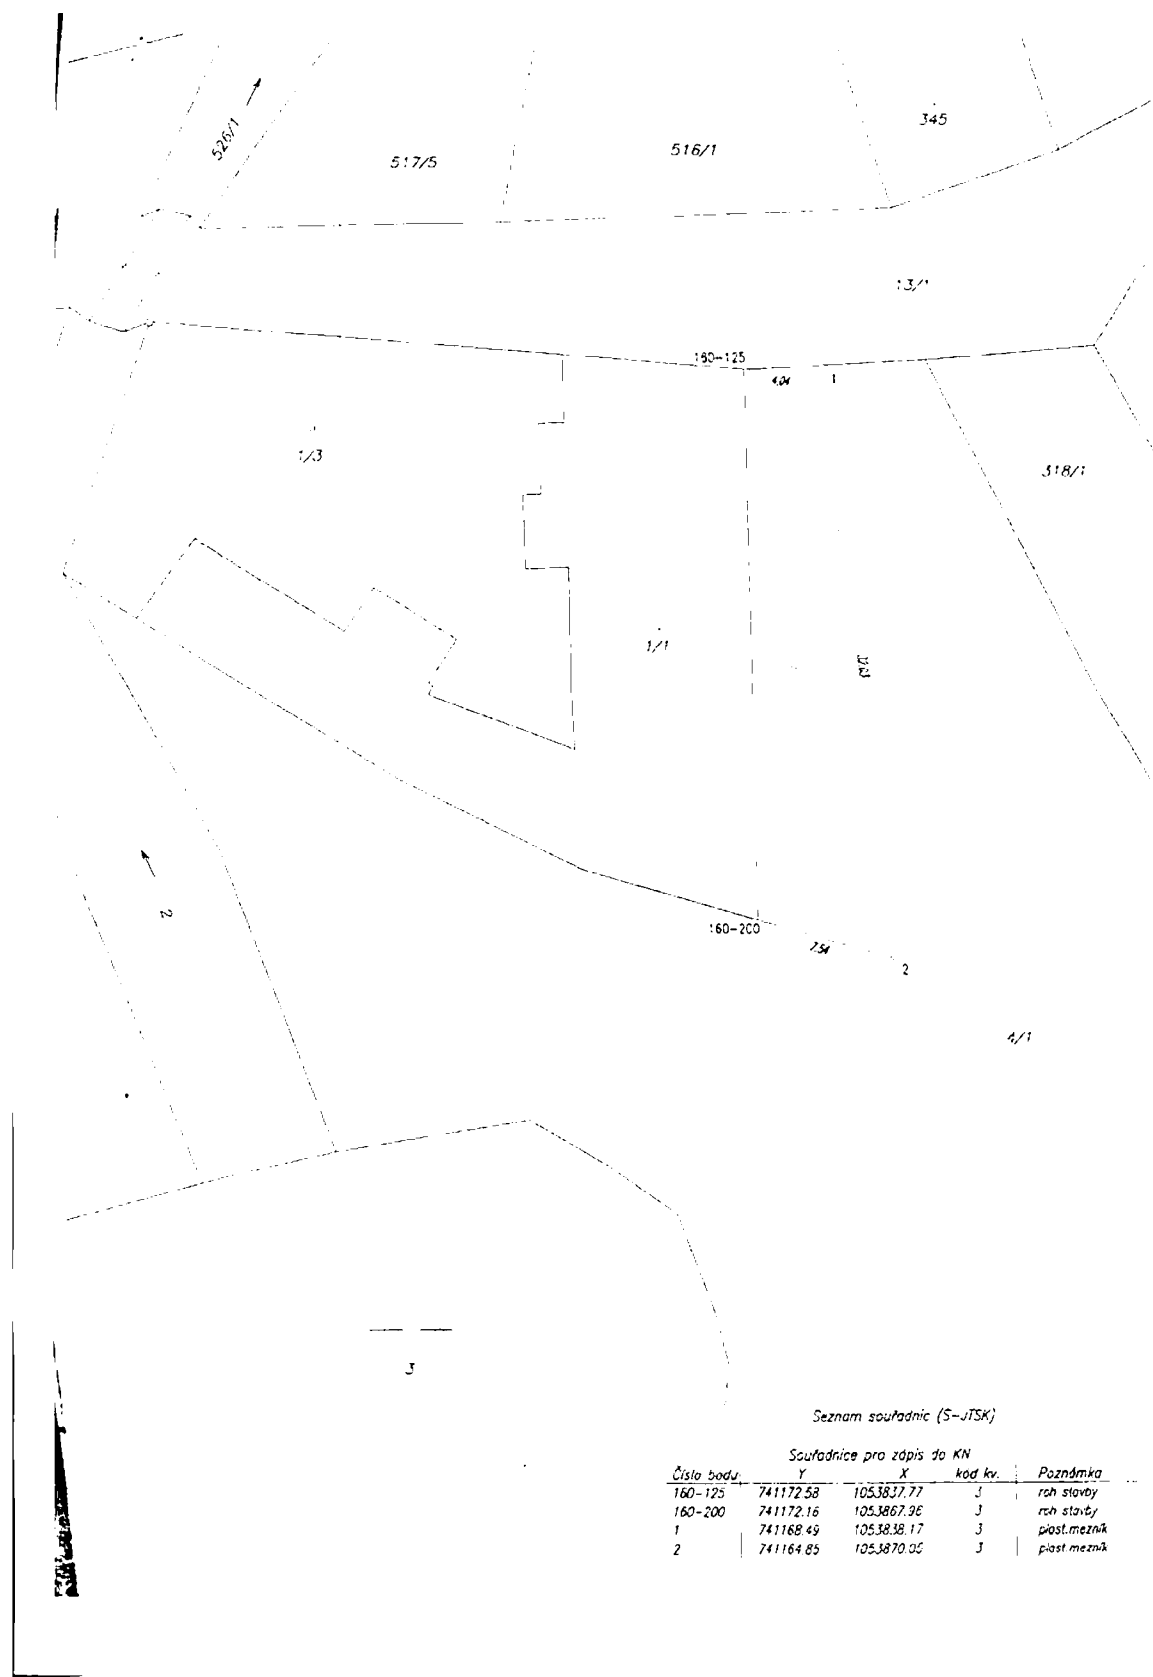 345
526/1
517/5
516/1
13/1
160-125
4.04 1
1/3
318/1
1/1
2
160-200
7.54
2
4/1
3
Seznam souřadnic (S-JTSK)
Souřadnice pro zápis do KN
Číslo bodu Y X kód kv. Poznámka
160-125 741172.58 1053837.77 3 roh stavby
160-200 741172.16 1053867.96 3 roh stavby
1 741168.49 1053838.17 3 plast.mezník
2 741164.85 1053870.05 3 plast.mezník